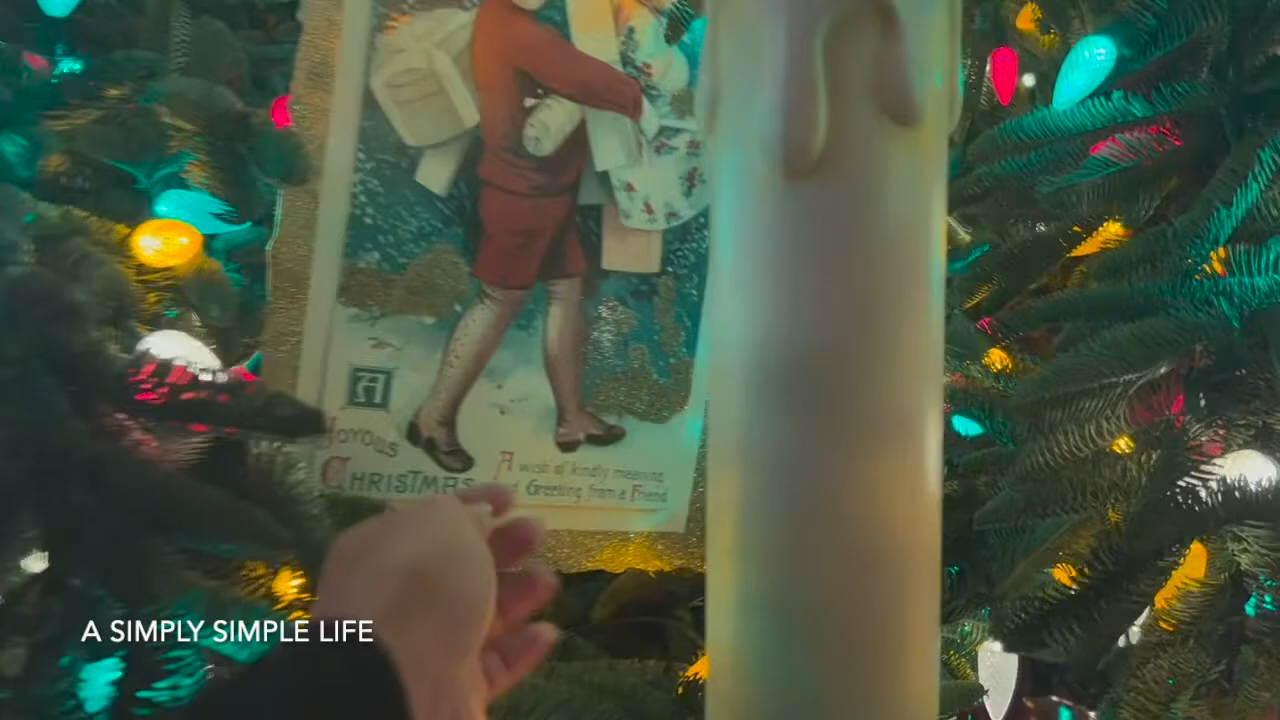 A
JOYOUS
CHRISTMAS
A wish of kindly meaning,
Greeting from a Friend
A SIMPLY SIMPLE LIFE